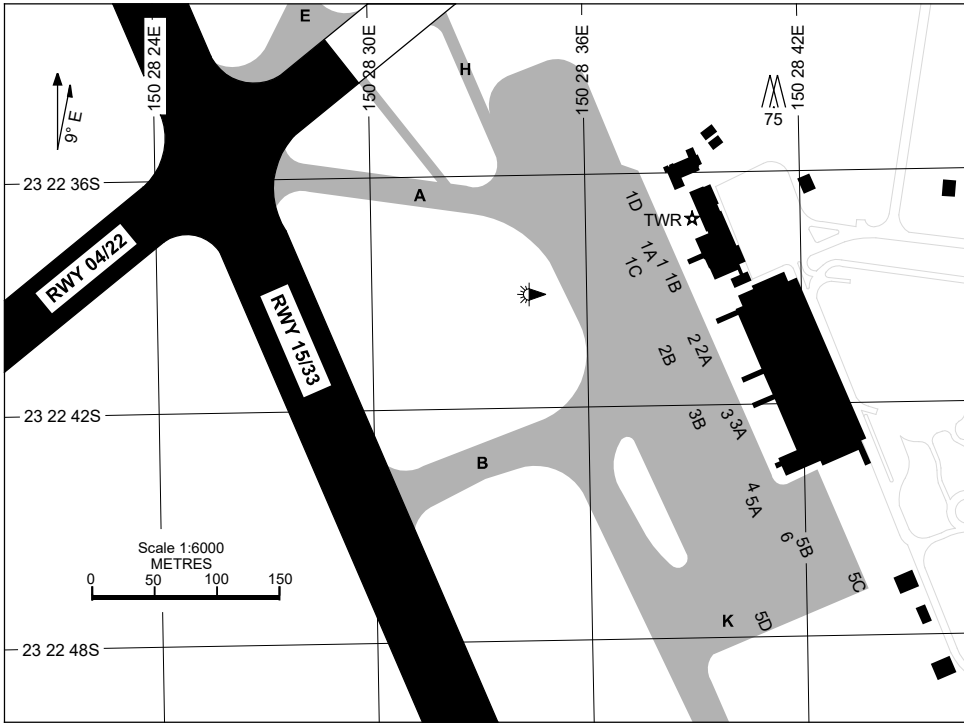 E
150 28 24E
150 28 30E
150 28 36E
150 28 42E
H
75
9° E
23 22 36S
A
1D
TWR
1A
1
1C
1B
RWY 04/22
RWY 15/33
2
2A
2B
23 22 42S
3B
3
3A
B
4
5A
6
5B
Scale 1:6000
METRES
0 50 100 150
5C
K
5D
23 22 48S